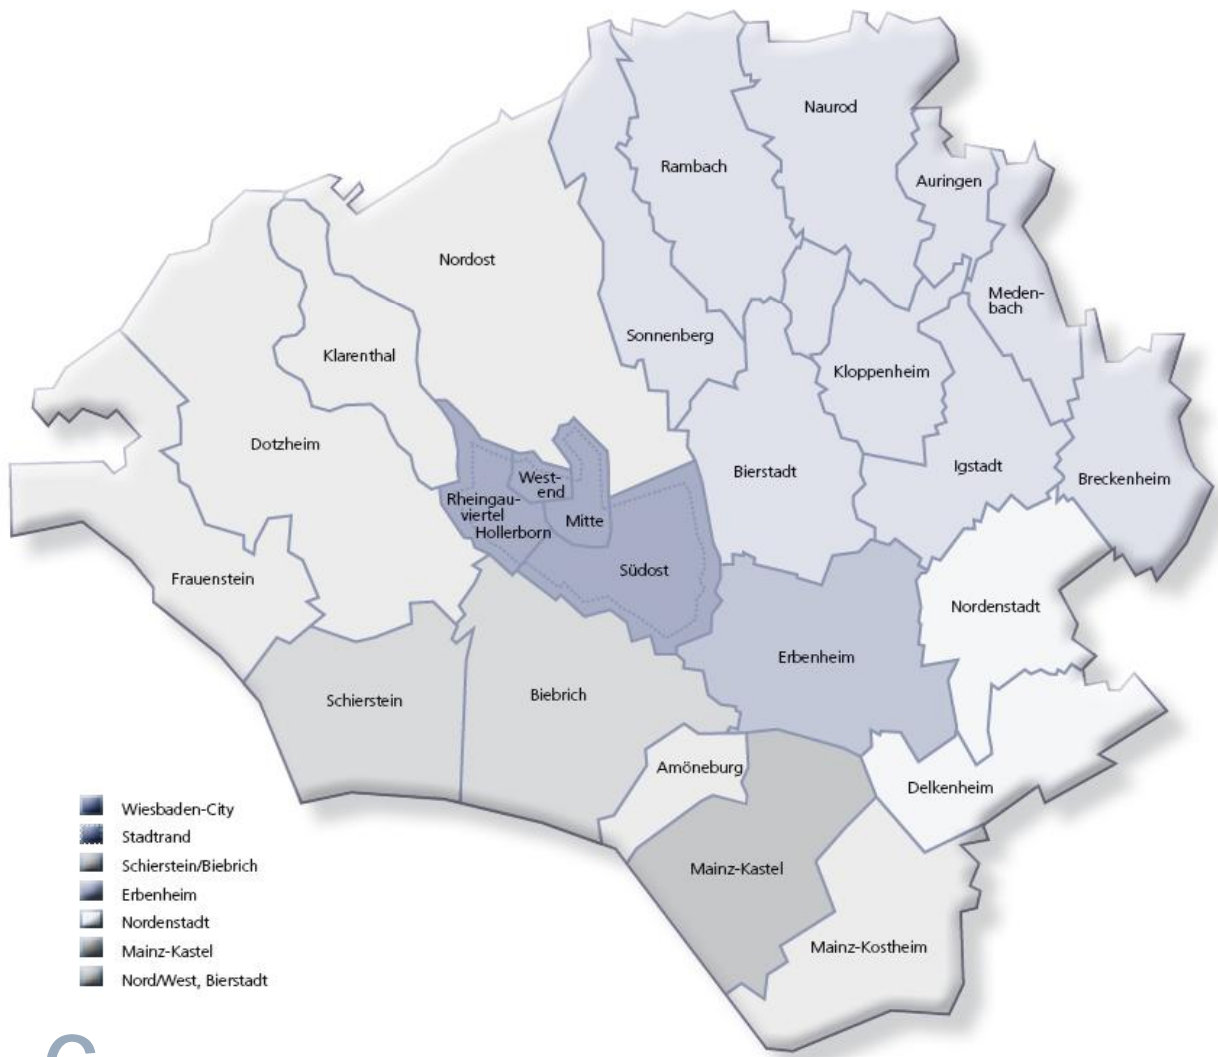 Naurod
Rambach
Auringen
Nordost
Meden-
bach
Sonnenberg
Klarenthal
Kloppenheim
Dotzheim
Bierstadt
Igstadt
Breckenheim
West-
end
Rheingau-
viertel
Hollerborn
Mitte
Südost
Frauenstein
Nordenstadt
Erbenheim
Schierstein
Biebrich
Amöneburg
Delkenheim
Mainz-Kastel
Mainz-Kostheim
Wiesbaden-City
Stadtrand
Schierstein/Biebrich
Erbenheim
Nordenstadt
Mainz-Kastel
Nord/West, Bierstadt